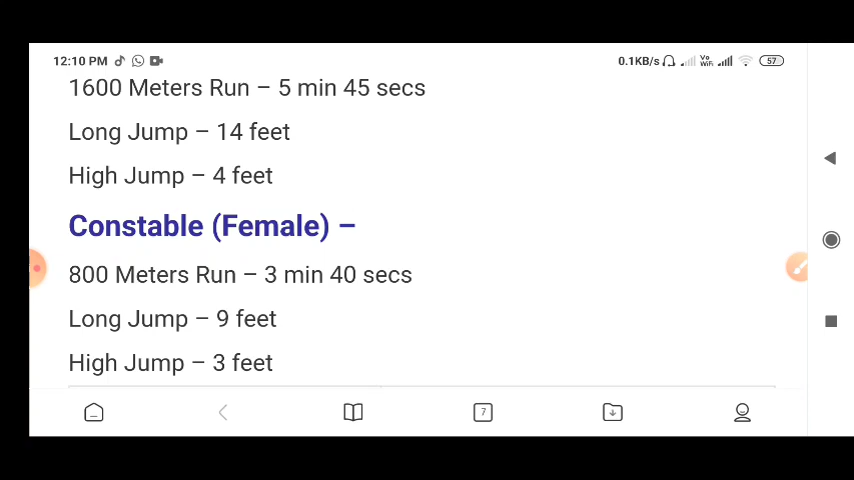 12:10 PM 0.1KB/s Vo WiFi 57
1600 Meters Run – 5 min 45 secs
Long Jump – 14 feet
High Jump – 4 feet
Constable (Female) –
800 Meters Run – 3 min 40 secs
Long Jump – 9 feet
High Jump – 3 feet
7